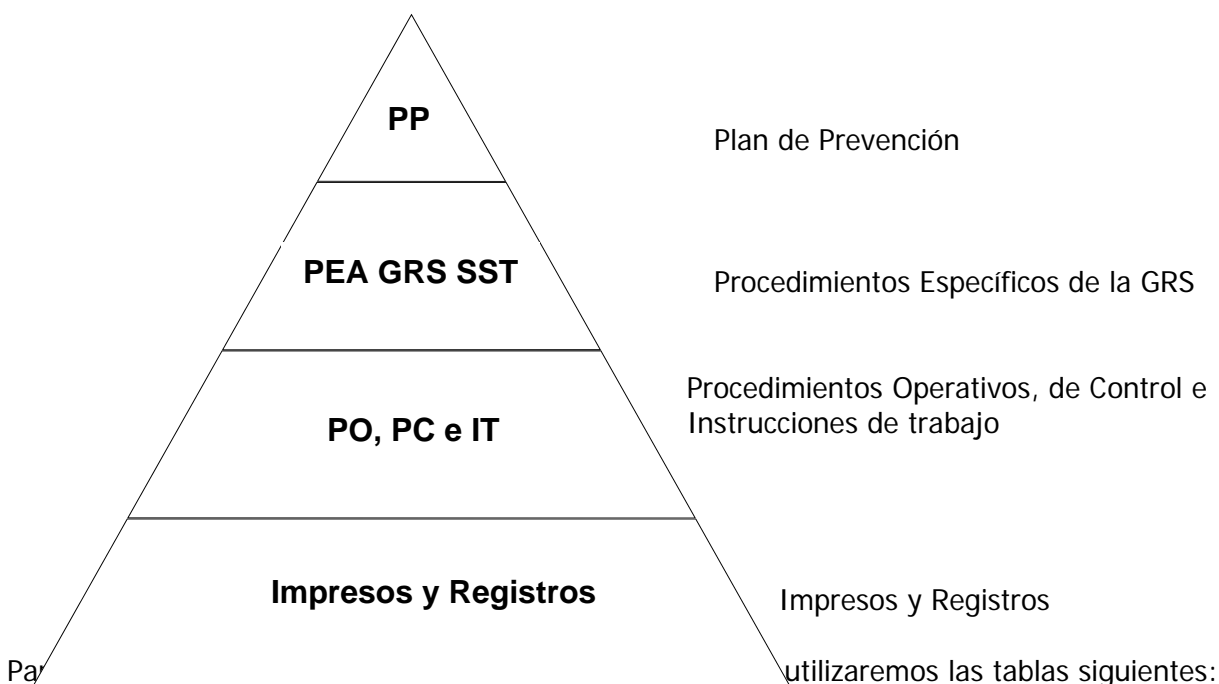 PP
Plan de Prevención
PEA GRS SST
Procedimientos Específicos de la GRS
PO, PC e IT
Procedimientos Operativos, de Control e
Instrucciones de trabajo
Impresos y Registros
Impresos y Registros
utilizaremos las tablas siguientes: